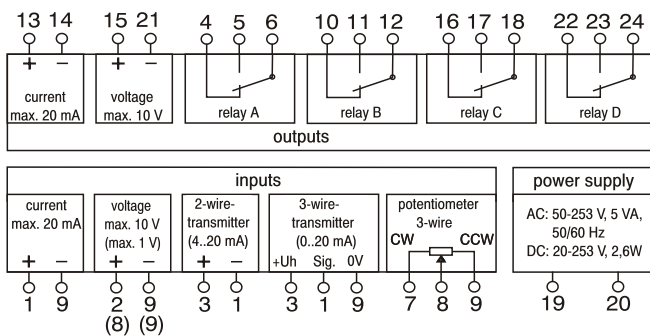 13 14 15 21 4 5 6 10 11 12 16 17 18 22 23 24
+ − + −
current
max. 20 mA
voltage
max. 10 V
relay A
relay B
relay C
relay D
outputs
inputs
current
max. 20 mA
+ −
1 9
voltage
max. 10 V
(max. 1 V)
+ −
2 9
(8) (9)
2-wire-
transmitter
(4..20 mA)
+ −
3 1
3-wire-
transmitter
(0..20 mA)
+Uh Sig. 0V
3 1 9
potentiometer
3-wire
CW CCW
7 8 9
power supply
AC: 50-253 V, 5 VA,
50/60 Hz
DC: 20-253 V, 2,6W
19 20